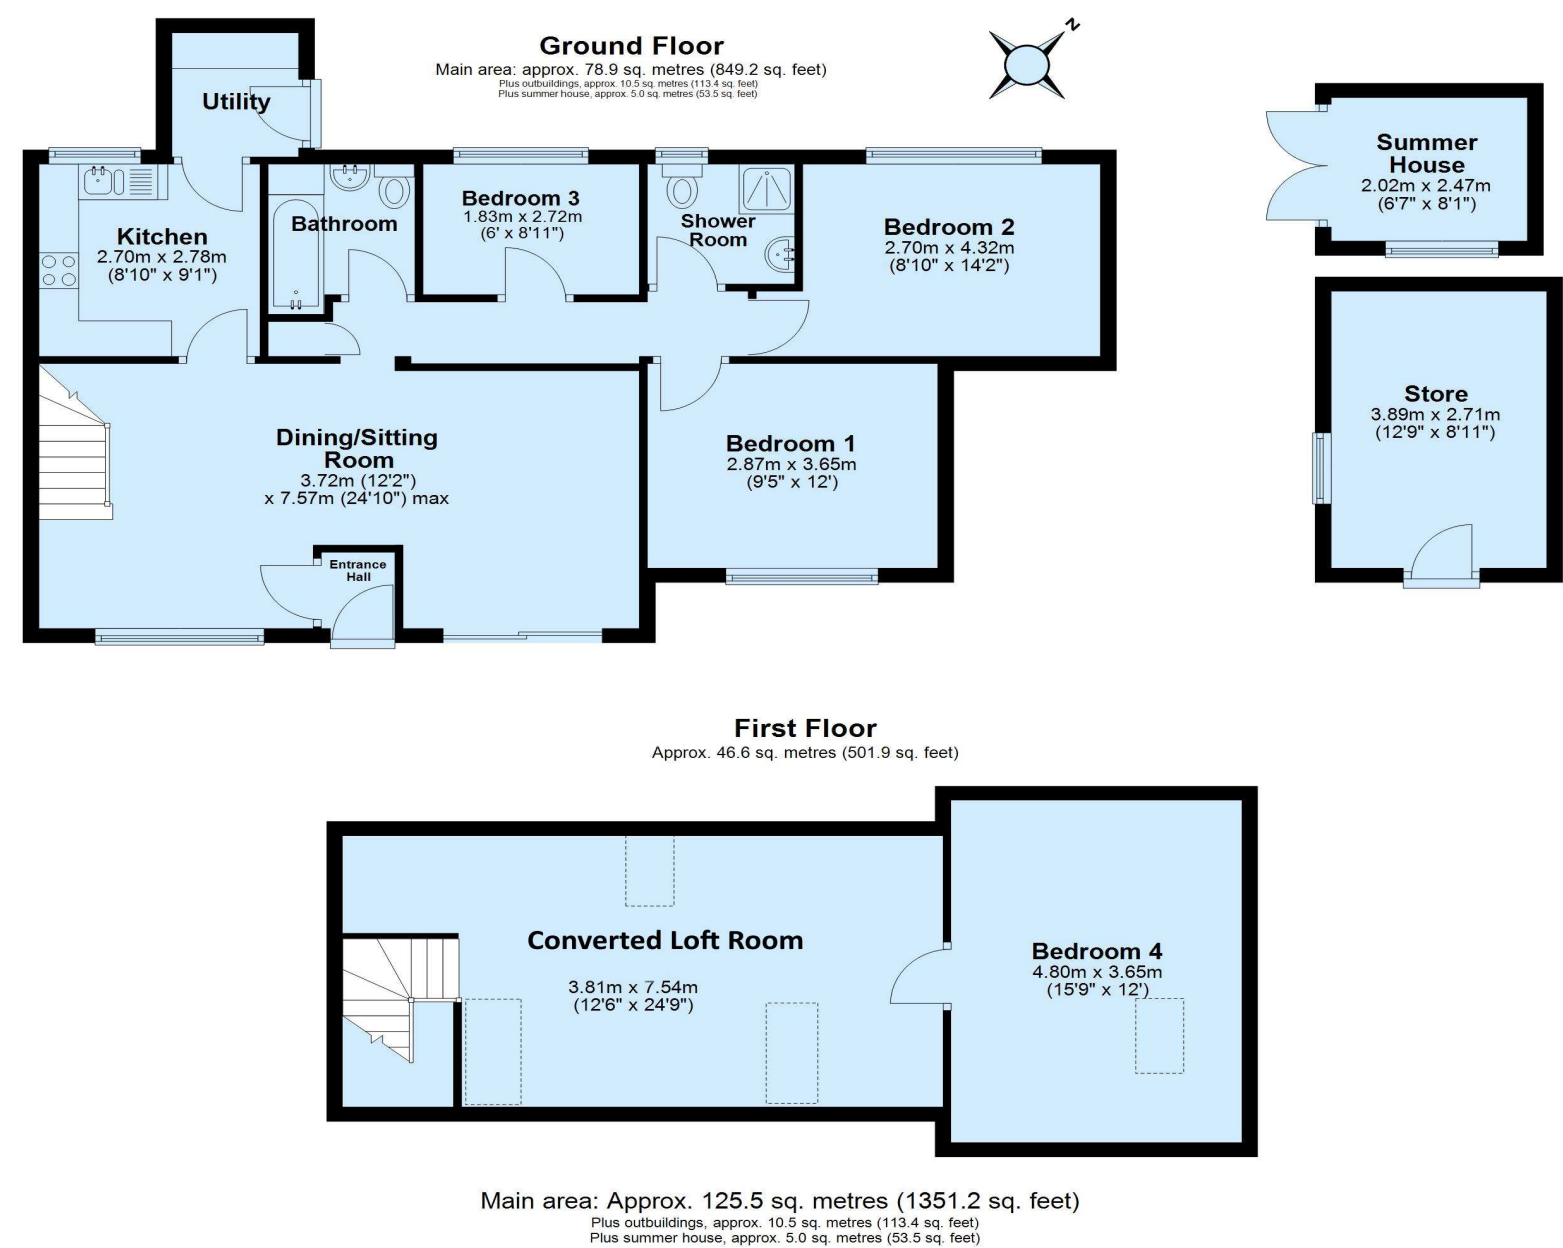 Ground Floor
Main area: approx. 78.9 sq. metres (849.2 sq. feet)
Plus outbuildings, approx. 10.5 sq. metres (113.4 sq. feet)
Plus summer house, approx. 5.0 sq. metres (53.5 sq. feet)
N
Utility
Kitchen
2.70m x 2.78m
(8'10" x 9'1")
Bathroom
Bedroom 3
1.83m x 2.72m
(6' x 8'11")
Shower
Room
Bedroom 2
2.70m x 4.32m
(8'10" x 14'2")
Summer
House
2.02m x 2.47m
(6'7" x 8'1")
Store
3.89m x 2.71m
(12'9" x 8'11")
Dining/Sitting
Room
3.72m (12'2")
x 7.57m (24'10") max
Bedroom 1
2.87m x 3.65m
(9'5" x 12')
Entrance
Hall
First Floor
Approx. 46.6 sq. metres (501.9 sq. feet)
Converted Loft Room
3.81m x 7.54m
(12'6" x 24'9")
Bedroom 4
4.80m x 3.65m
(15'9" x 12')
Main area: Approx. 125.5 sq. metres (1351.2 sq. feet)
Plus outbuildings, approx. 10.5 sq. metres (113.4 sq. feet)
Plus summer house, approx. 5.0 sq. metres (53.5 sq. feet)